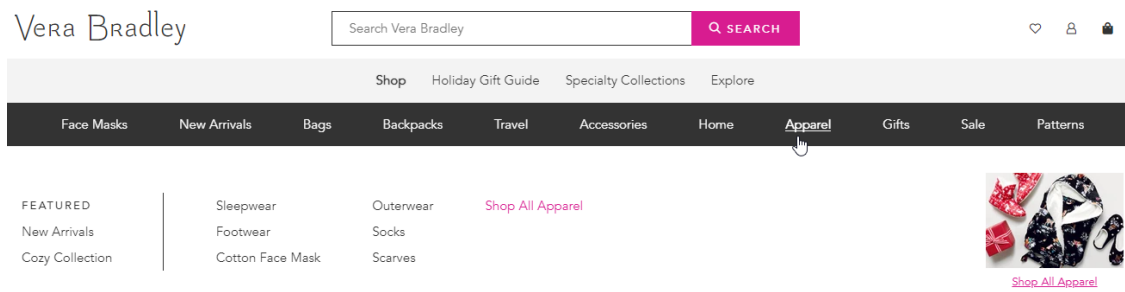 Vera Bradley
Search Vera Bradley
SEARCH
Shop Holiday Gift Guide Specialty Collections Explore
Face Masks New Arrivals Bags Backpacks Travel Accessories Home Apparel Gifts Sale Patterns
FEATURED Sleepwear Outerwear Shop All Apparel
New Arrivals Footwear Socks
Cozy Collection Cotton Face Mask Scarves
Shop All Apparel